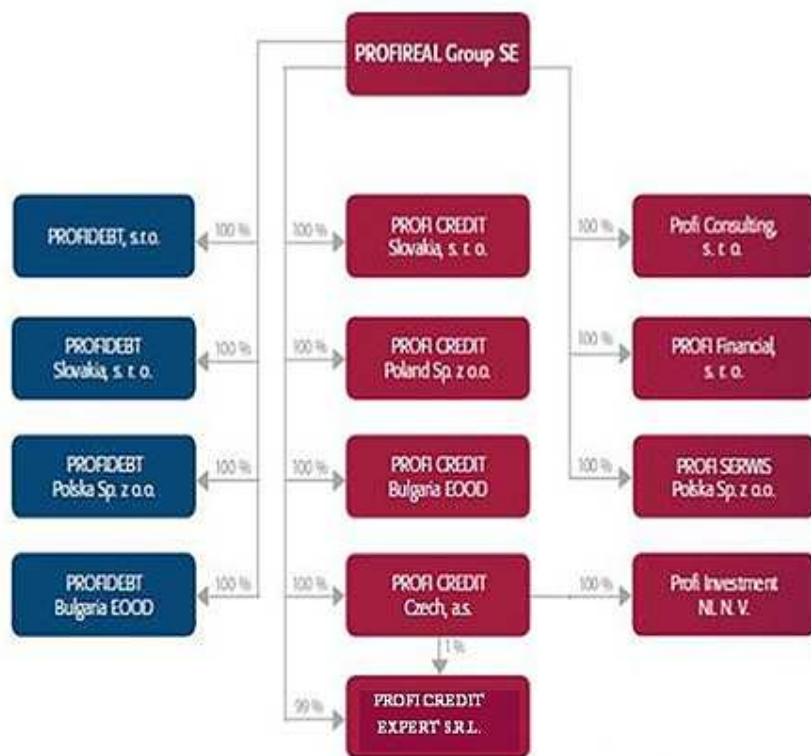 PROFIREAL Group SE
PROFIDEBT, s.r.o.
100 %
100 %
PROFI CREDIT
Slovakia, s. r. o.
100 %
Profi Consulting,
s. r. o.
PROFIDEBT
Slovakia, s. r. o.
100 %
100 %
PROFI CREDIT
Poland Sp. z o.o.
100 %
PROFI Financial,
s. r. o.
PROFIDEBT
Polska Sp. z o.o.
100 %
100 %
PROFI CREDIT
Bulgaria EOOD
100 %
PROFI SERWIS
Polska Sp. z o.o.
PROFIDEBT
Bulgaria EOOD
100 %
100 %
PROFI CREDIT
Czech, a.s.
100 %
Profi Investment
NL N. V.
1 %
99 %
PROFI CREDIT
EXPERT S.R.L.